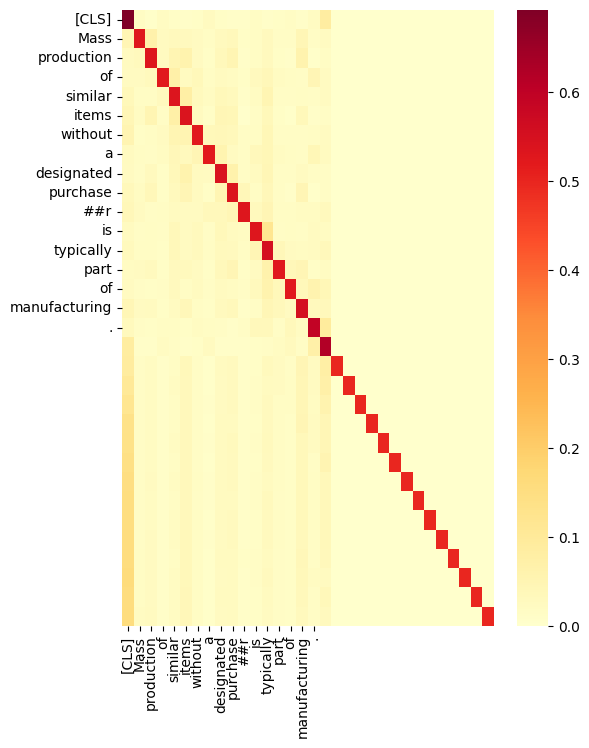 [CLS]
Mass
production
of
similar
items
without
a
designated
purchase
##r
is
typically
part
of
manufacturing
.
0.6
0.5
0.4
0.3
0.2
0.1
0.0
[CLS]
Mass
production
of
similar
items
without
a
designated
purchase
##r
is
typically
part
of
manufacturing
.